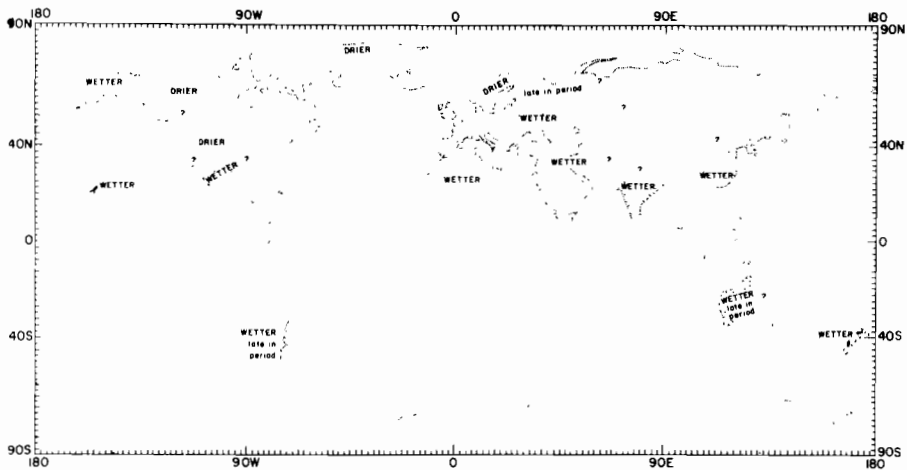 180 90W 0 90E 180
90N 90N
DRIER
WETTER
DRIER
DRIER late in period
?
?
WETTER
?
DRIER
40N 40N
? ? WETTER ? ?
WETTER
WETTER
WETTER
WETTER WETTER
0 0
WETTER ?
late in
period
WETTER
late in
period
WETTER
40S 40S
90S 90S
180 90W 0 90E 180